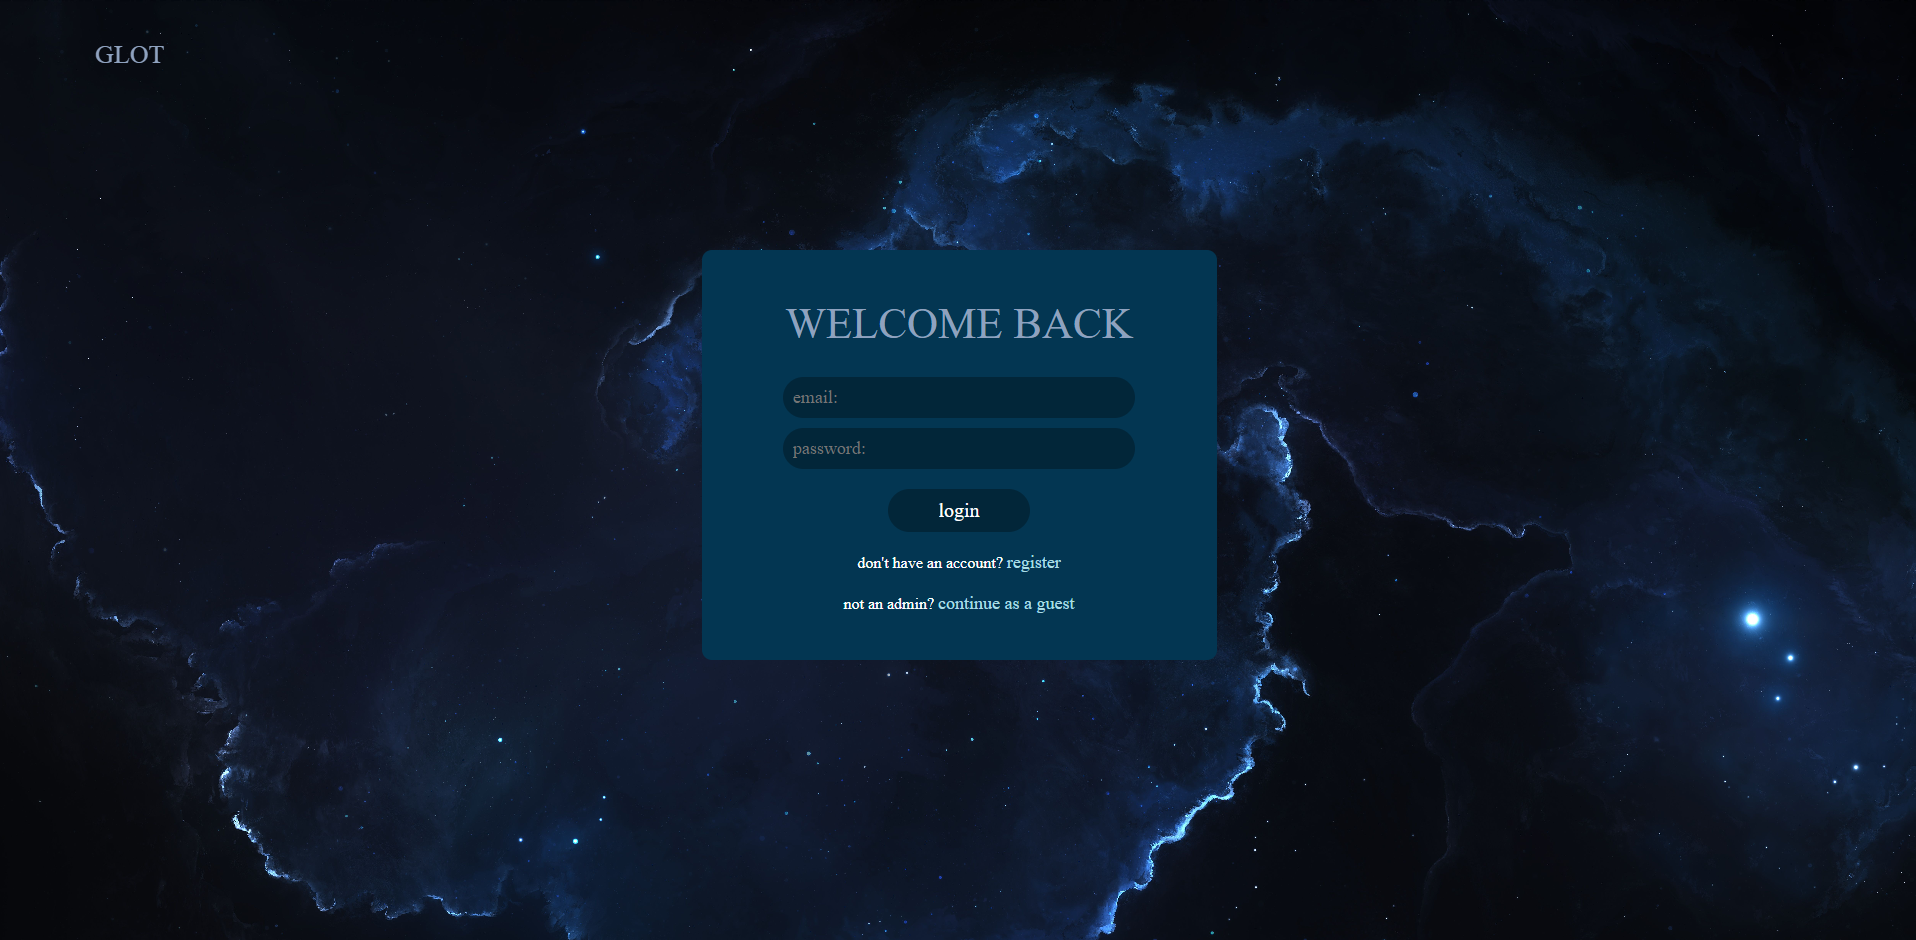 GLOT
WELCOME BACK
email:
password:
login
don't have an account? register
not an admin? continue as a guest